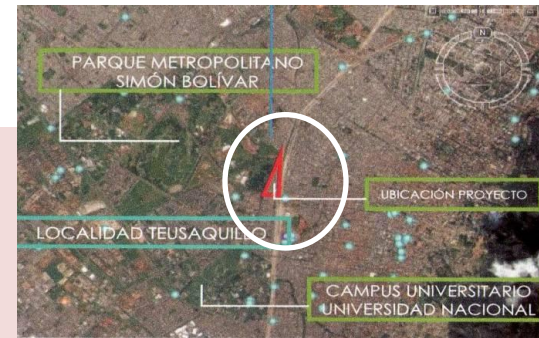 N
PARQUE METROPOLITANO
SIMÓN BOLÍVAR
UBICACIÓN PROYECTO
LOCALIDAD TEUSAQUILLO
CAMPUS UNIVERSITARIO
UNIVERSIDAD NACIONAL